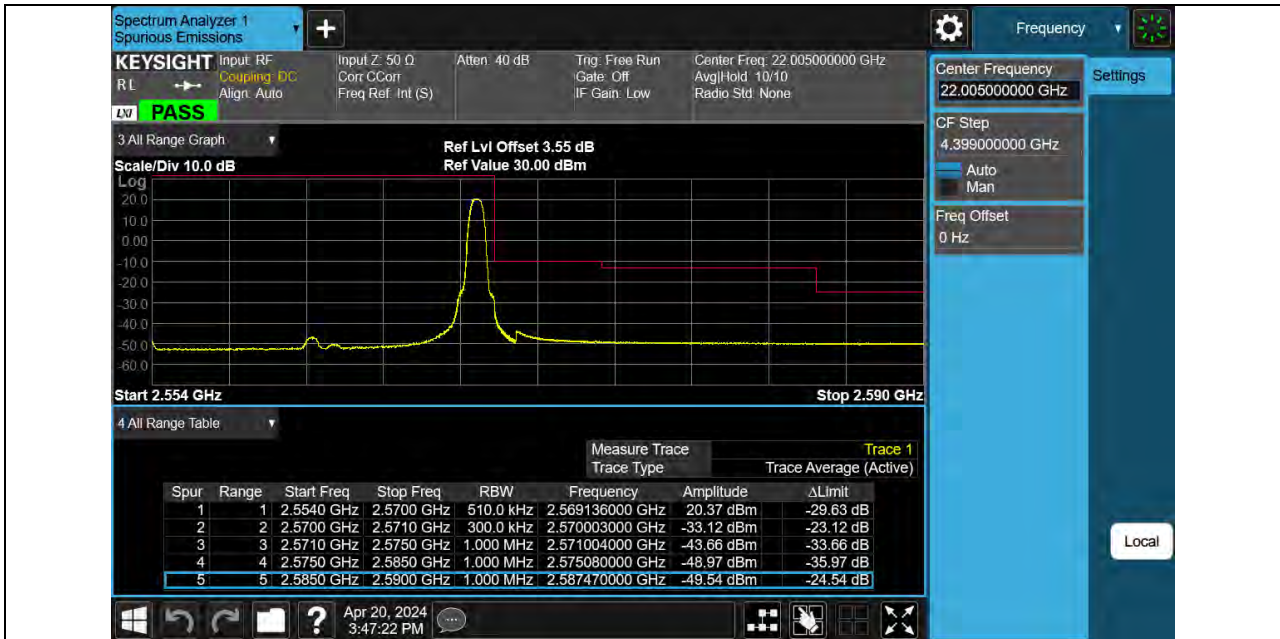 Spectrum Analyzer 1
Spurious Emissions
Frequency
KEYSIGHT Input: RF Input Z: 50 Ω Atten: 40 dB Trig: Free Run Center Freq: 22.005000000 GHz
RL Coupling: DC Corr CCorr Gate: Off Avg|Hold: 10/10
Align: Auto Freq Ref: Int (S) IF Gain: Low Radio Std: None
LXI PASS
Center Frequency
22.005000000 GHz
Settings
CF Step
4.399000000 GHz
Auto
Man
Freq Offset
0 Hz
3 All Range Graph
Ref Lvl Offset 3.55 dB
Scale/Div 10.0 dB Ref Value 30.00 dBm
Log
20.0
10.0
0.00
-10.0
-20.0
-30.0
-40.0
-50.0
-60.0
Start 2.554 GHz Stop 2.590 GHz
4 All Range Table
Measure Trace Trace 1
Trace Type Trace Average (Active)
Spur Range Start Freq Stop Freq RBW Frequency Amplitude ΔLimit
1 1 2.5540 GHz 2.5700 GHz 510.0 kHz 2.569136000 GHz 20.37 dBm -29.63 dB
2 2 2.5700 GHz 2.5710 GHz 300.0 kHz 2.570003000 GHz -33.12 dBm -23.12 dB
3 3 2.5710 GHz 2.5750 GHz 1.000 MHz 2.571004000 GHz -43.66 dBm -33.66 dB
4 4 2.5750 GHz 2.5850 GHz 1.000 MHz 2.575080000 GHz -48.97 dBm -35.97 dB
5 5 2.5850 GHz 2.5900 GHz 1.000 MHz 2.587470000 GHz -49.54 dBm -24.54 dB
Local
Apr 20, 2024
3:47:22 PM